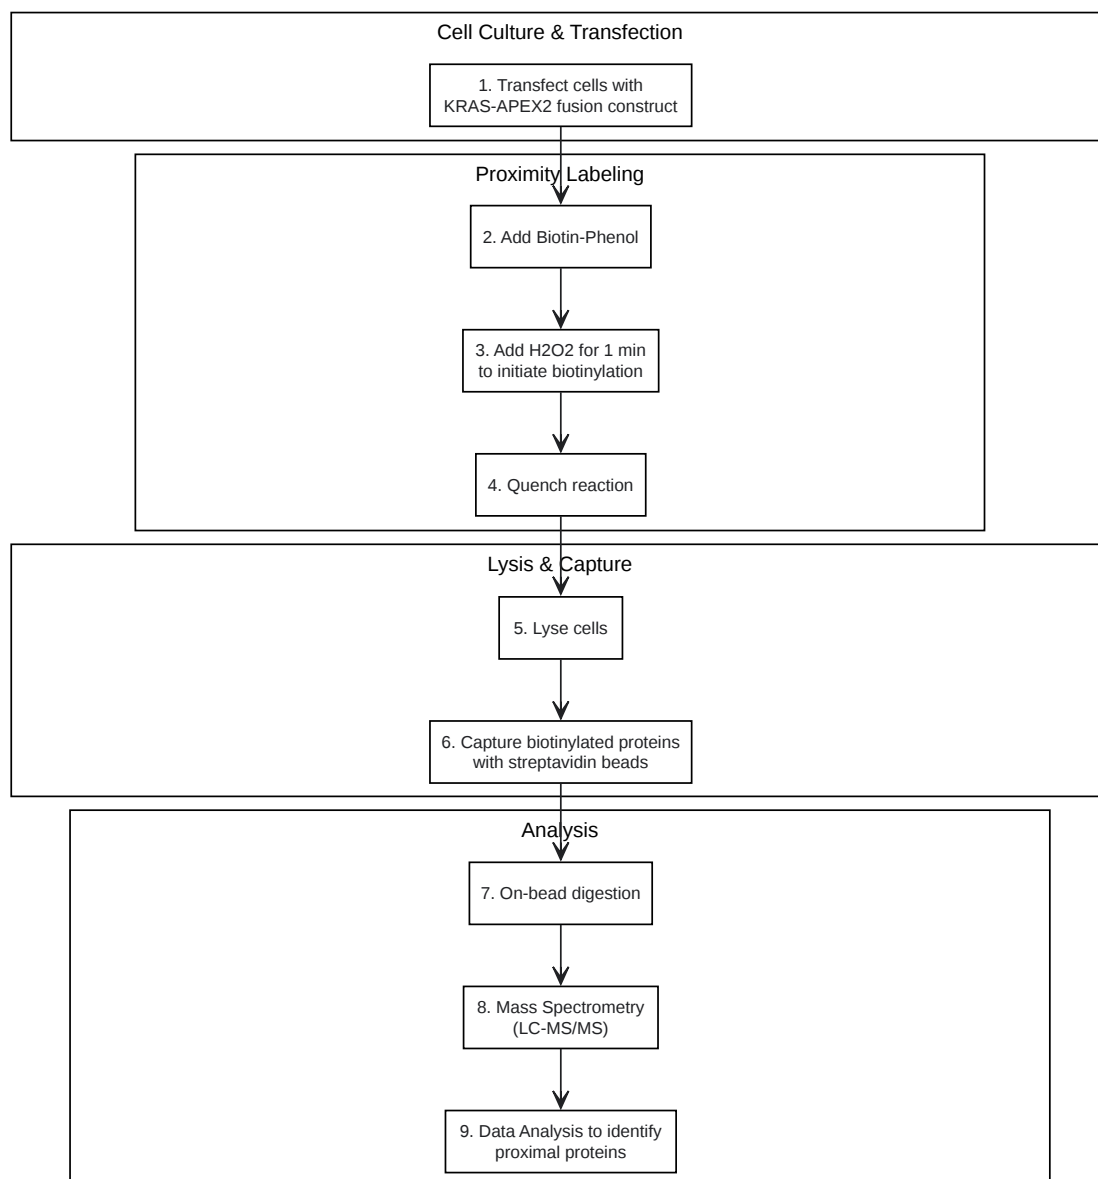 Cell Culture & Transfection
1. Transfect cells with
KRAS-APEX2 fusion construct
Proximity Labeling
2. Add Biotin-Phenol
3. Add H2O2 for 1 min
to initiate biotinylation
4. Quench reaction
Lysis & Capture
5. Lyse cells
6. Capture biotinylated proteins
with streptavidin beads
Analysis
7. On-bead digestion
8. Mass Spectrometry
(LC-MS/MS)
9. Data Analysis to identify
proximal proteins